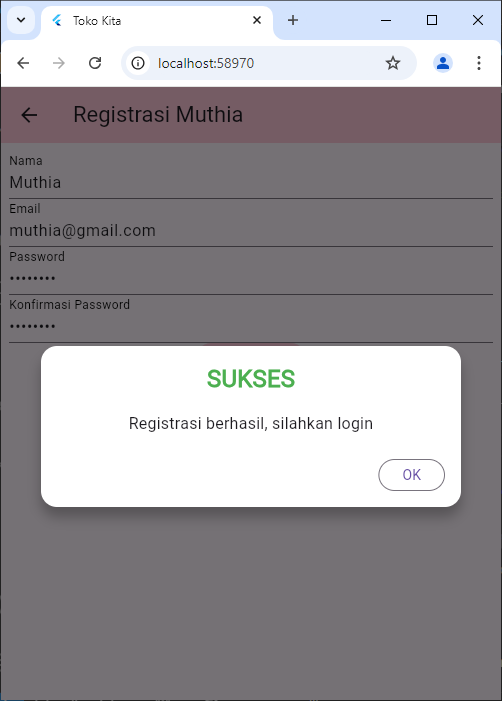 Toko Kita
localhost:58970
Registrasi Muthia
Nama
Muthia
Email
muthia@gmail.com
Password
••••••••
Konfirmasi Password
••••••••
SUKSES
Registrasi berhasil, silahkan login
OK